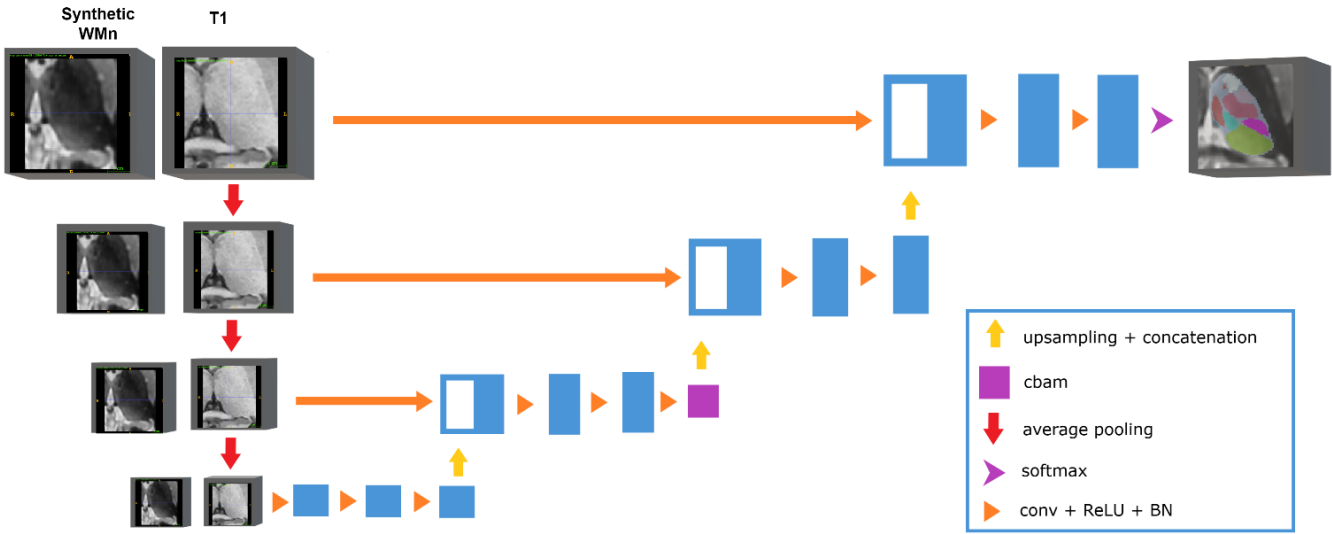 Synthetic
WMn
T1
upsampling + concatenation
cbam
average pooling
softmax
conv + ReLU + BN